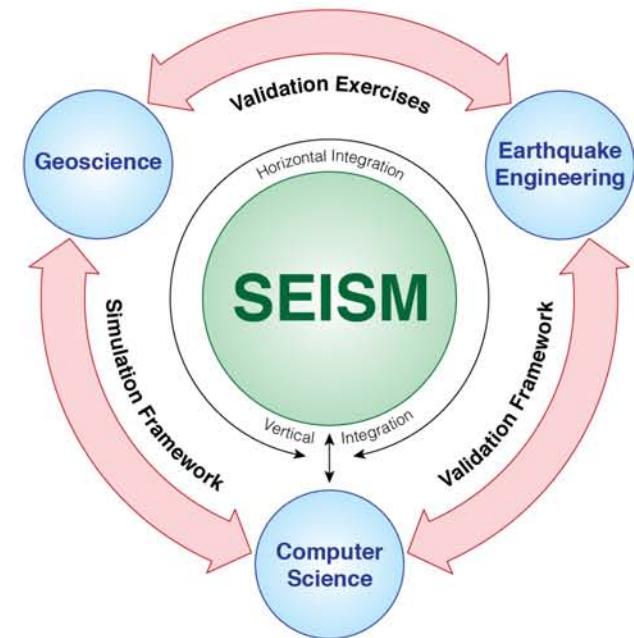 Validation Exercises
Geoscience
Earthquake
Engineering
Horizontal Integration
SEISM
Simulation Framework
Validation Framework
Vertical Integration
Computer
Science